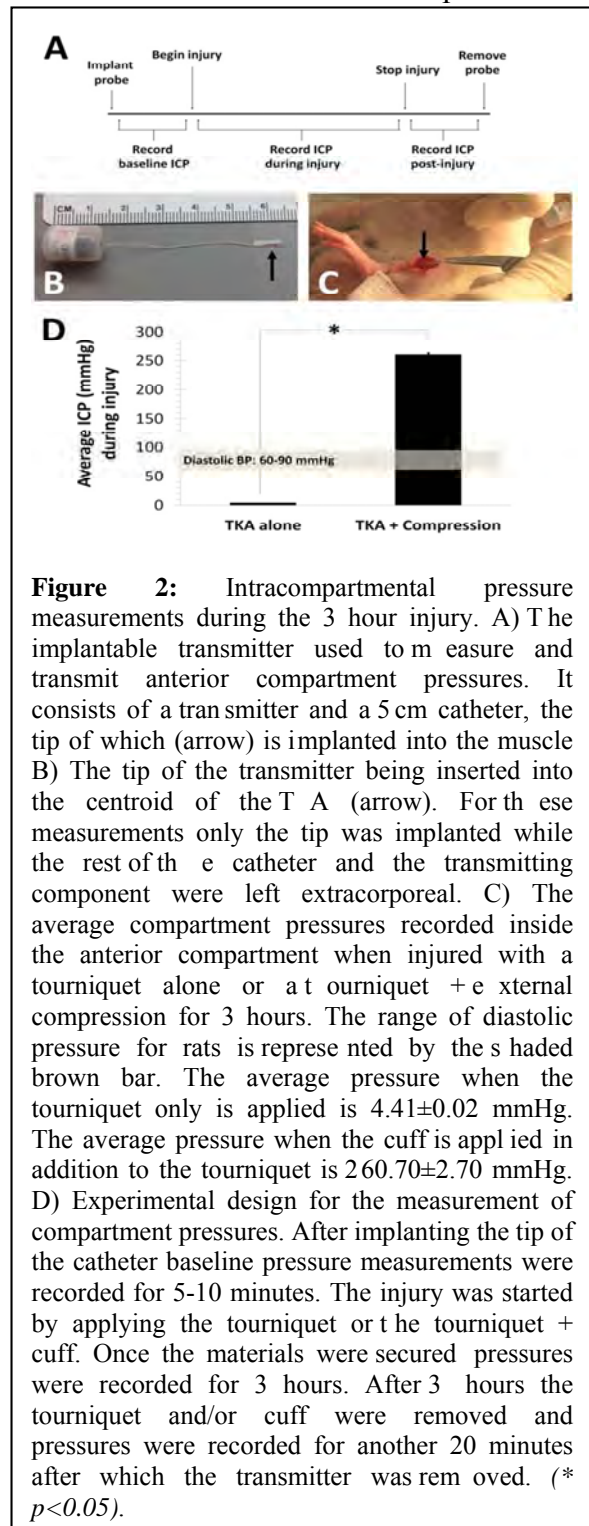 A
Begin injury
Remove
probe
Implant
probe
Stop injury
Record
baseline ICP
Record ICP
during injury
Record ICP
post-injury
CM 1 2 3 4 5 6
B
C
D
*
Average ICP (mmHg)
during injury
300
250
200
150
100
50
0
Diastolic BP: 60-90 mmHg
TKA alone
TKA + Compression
Figure 2: Intracompartmental pressure
measurements during the 3 hour injury. A) T he
implantable transmitter used to m easure and
transmit anterior compartment pressures. It
consists of a tran smitter and a 5 cm catheter, the
tip of which (arrow) is implanted into the muscle
B) The tip of the transmitter being inserted into
the centroid of the T A (arrow). For th ese
measurements only the tip was implanted while
the rest of th e catheter and the transmitting
component were left extracorporeal. C) The
average compartment pressures recorded inside
the anterior compartment when injured with a
tourniquet alone or a t ourniquet + e xternal
compression for 3 hours. The range of diastolic
pressure for rats is represe nted by the s haded
brown bar. The average pressure when the
tourniquet only is applied is 4.41±0.02 mmHg.
The average pressure when the cuff is appl ied in
addition to the tourniquet is 2 60.70±2.70 mmHg.
D) Experimental design for the measurement of
compartment pressures. After implanting the tip of
the catheter baseline pressure measurements were
recorded for 5-10 minutes. The injury was started
by applying the tourniquet or t he tourniquet +
cuff. Once the materials were secured pressures
were recorded for 3 hours. After 3 hours the
tourniquet and/or cuff were removed and
pressures were recorded for another 20 minutes
after which the transmitter was rem oved. (*
p<0.05).